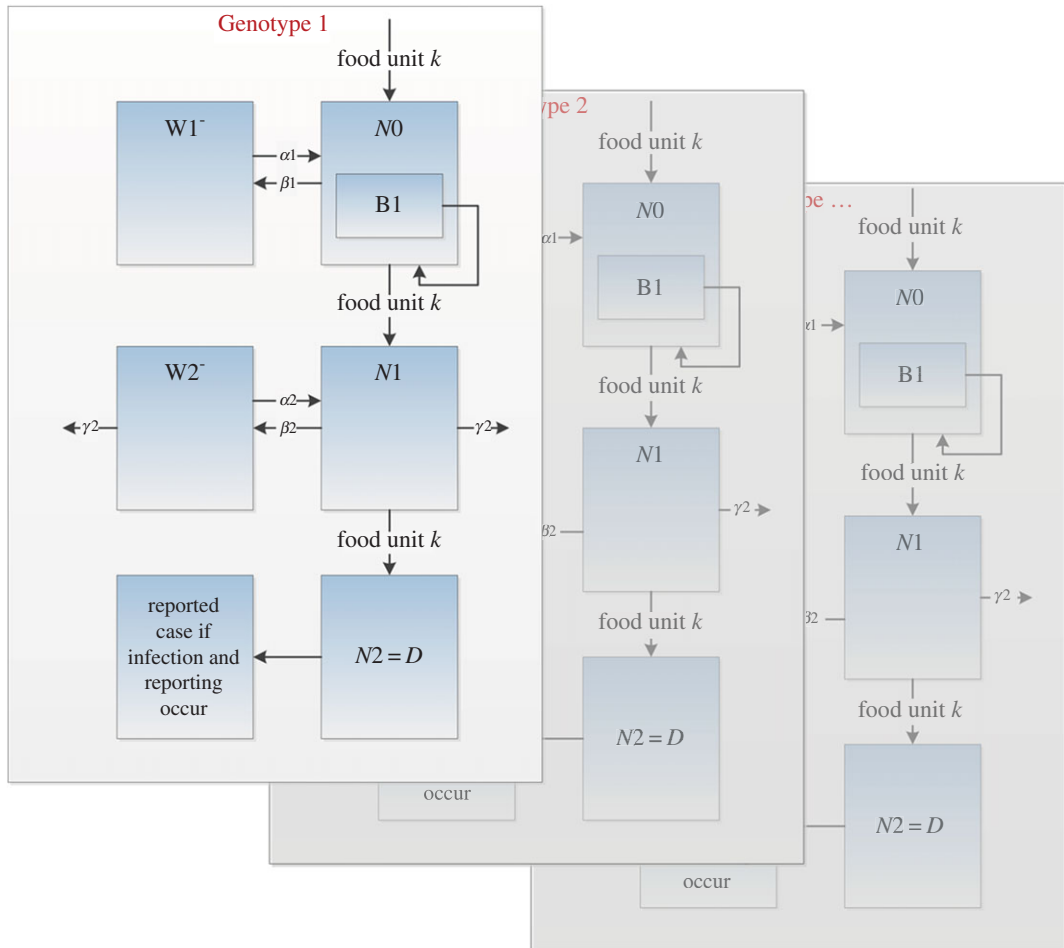 Genotype 1
food unit k
W1-
N0
α1
β1
B1
food unit k
W2-
N1
α2
β2
γ2
γ2
food unit k
reported
case if
infection and
reporting
occur
N2 = D
ype 2
food unit k
N0
α1
B1
food unit k
N1
β2
γ2
food unit k
N2 = D
occur
pe ...
food unit k
N0
α1
B1
food unit k
N1
β2
γ2
food unit k
N2 = D
occur